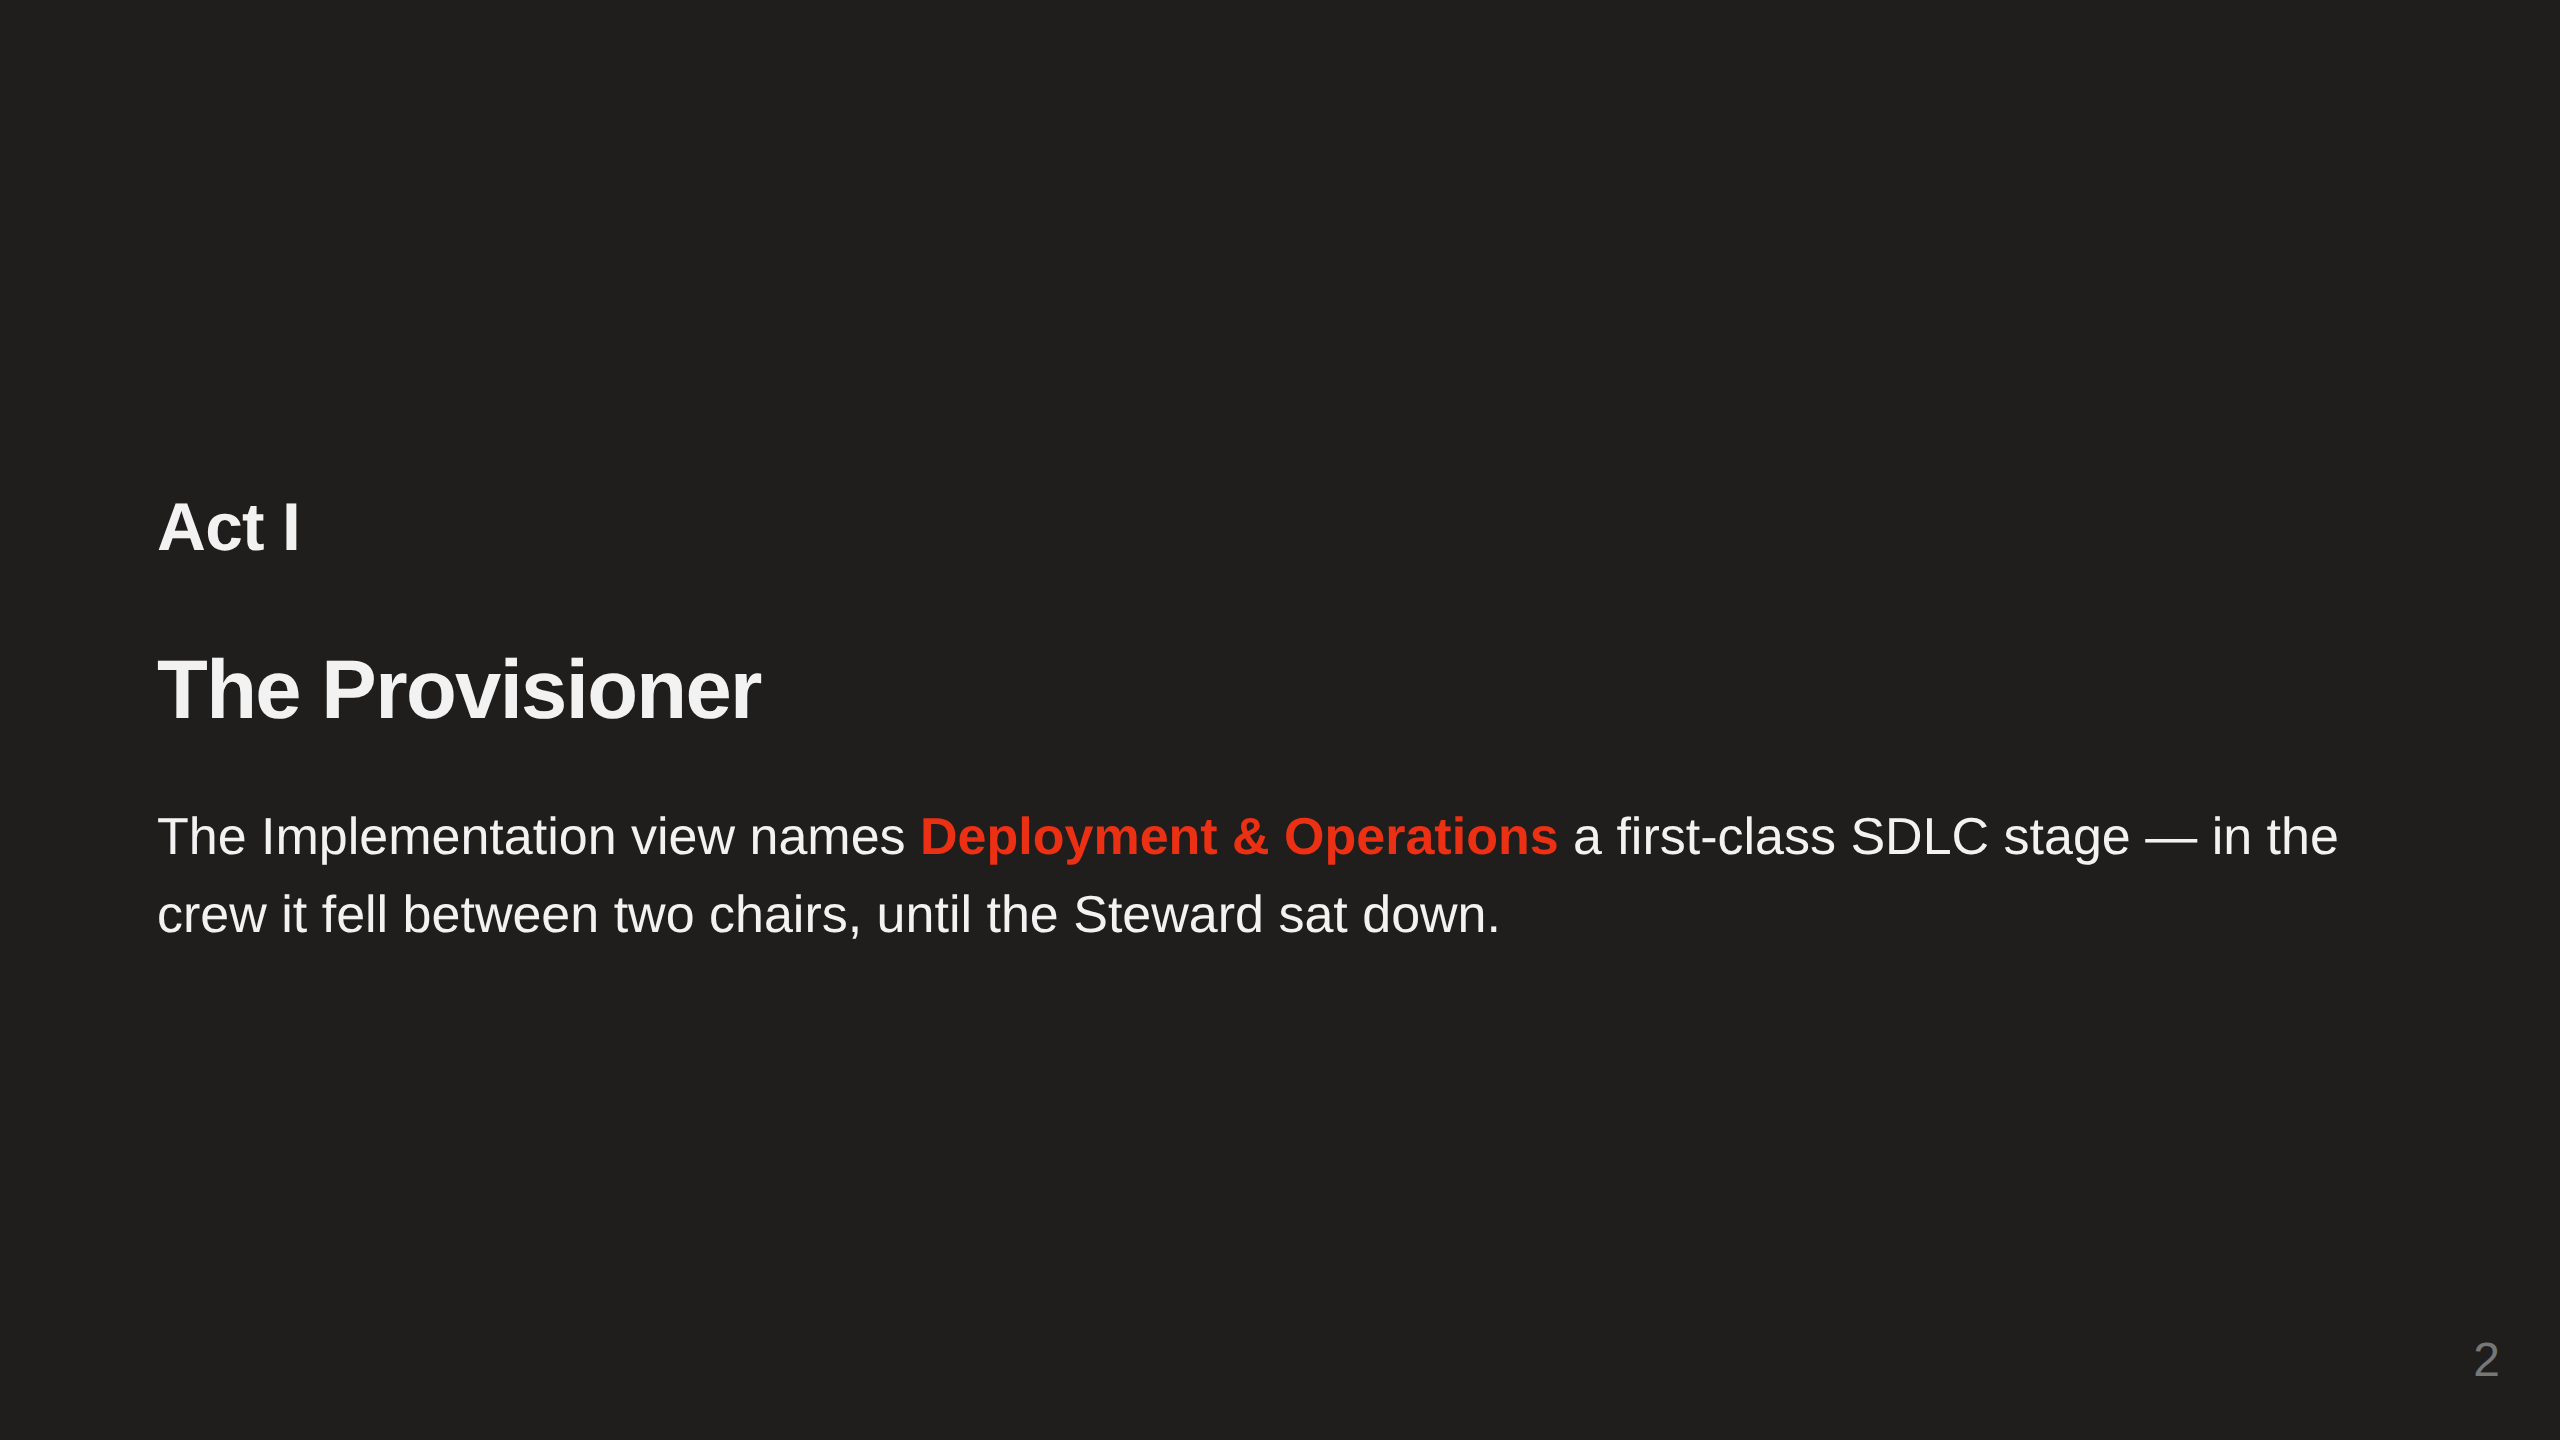 Act I
The Provisioner
The Implementation view names Deployment & Operations a first-class SDLC stage — in the
crew it fell between two chairs, until the Steward sat down.
2